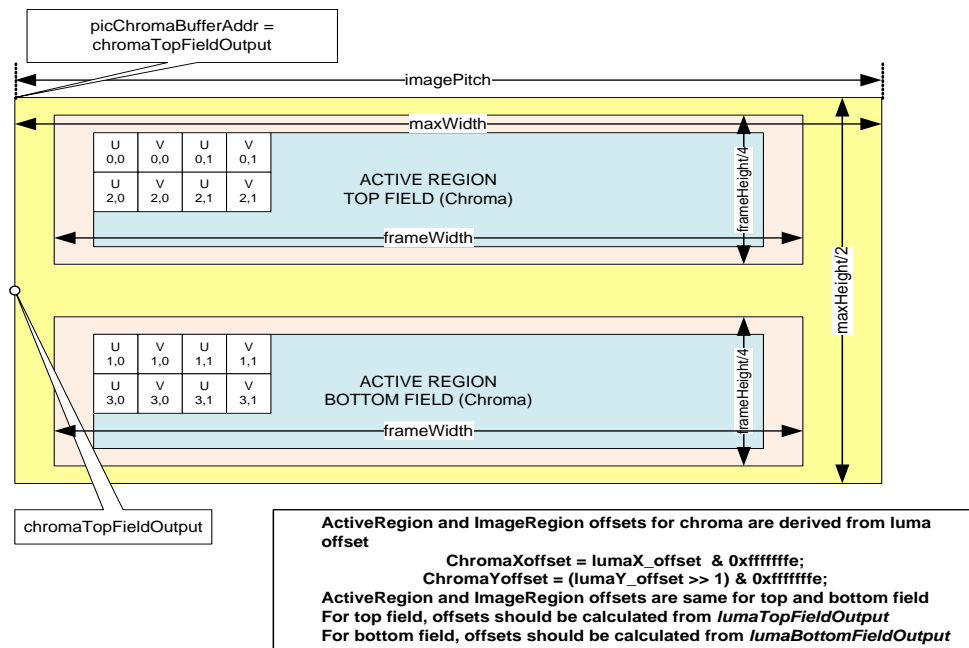 picChromaBufferAddr =
chromaTopFieldOutput
imagePitch
maxWidth
U
0,0
V
0,0
U
0,1
V
0,1
U
2,0
V
2,0
U
2,1
V
2,1
ACTIVE REGION
TOP FIELD (Chroma)
frameHeight/4
frameWidth
maxHeight/2
U
1,0
V
1,0
U
1,1
V
1,1
U
3,0
V
3,0
U
3,1
V
3,1
ACTIVE REGION
BOTTOM FIELD (Chroma)
frameHeight/4
frameWidth
chromaTopFieldOutput
ActiveRegion and ImageRegion offsets for chroma are derived from luma
offset
ChromaXoffset = lumaX_offset & 0xfffffffe;
ChromaYoffset = (lumaY_offset >> 1) & 0xfffffffe;
ActiveRegion and ImageRegion offsets are same for top and bottom field
For top field, offsets should be calculated from lumaTopFieldOutput
For bottom field, offsets should be calculated from lumaBottomFieldOutput